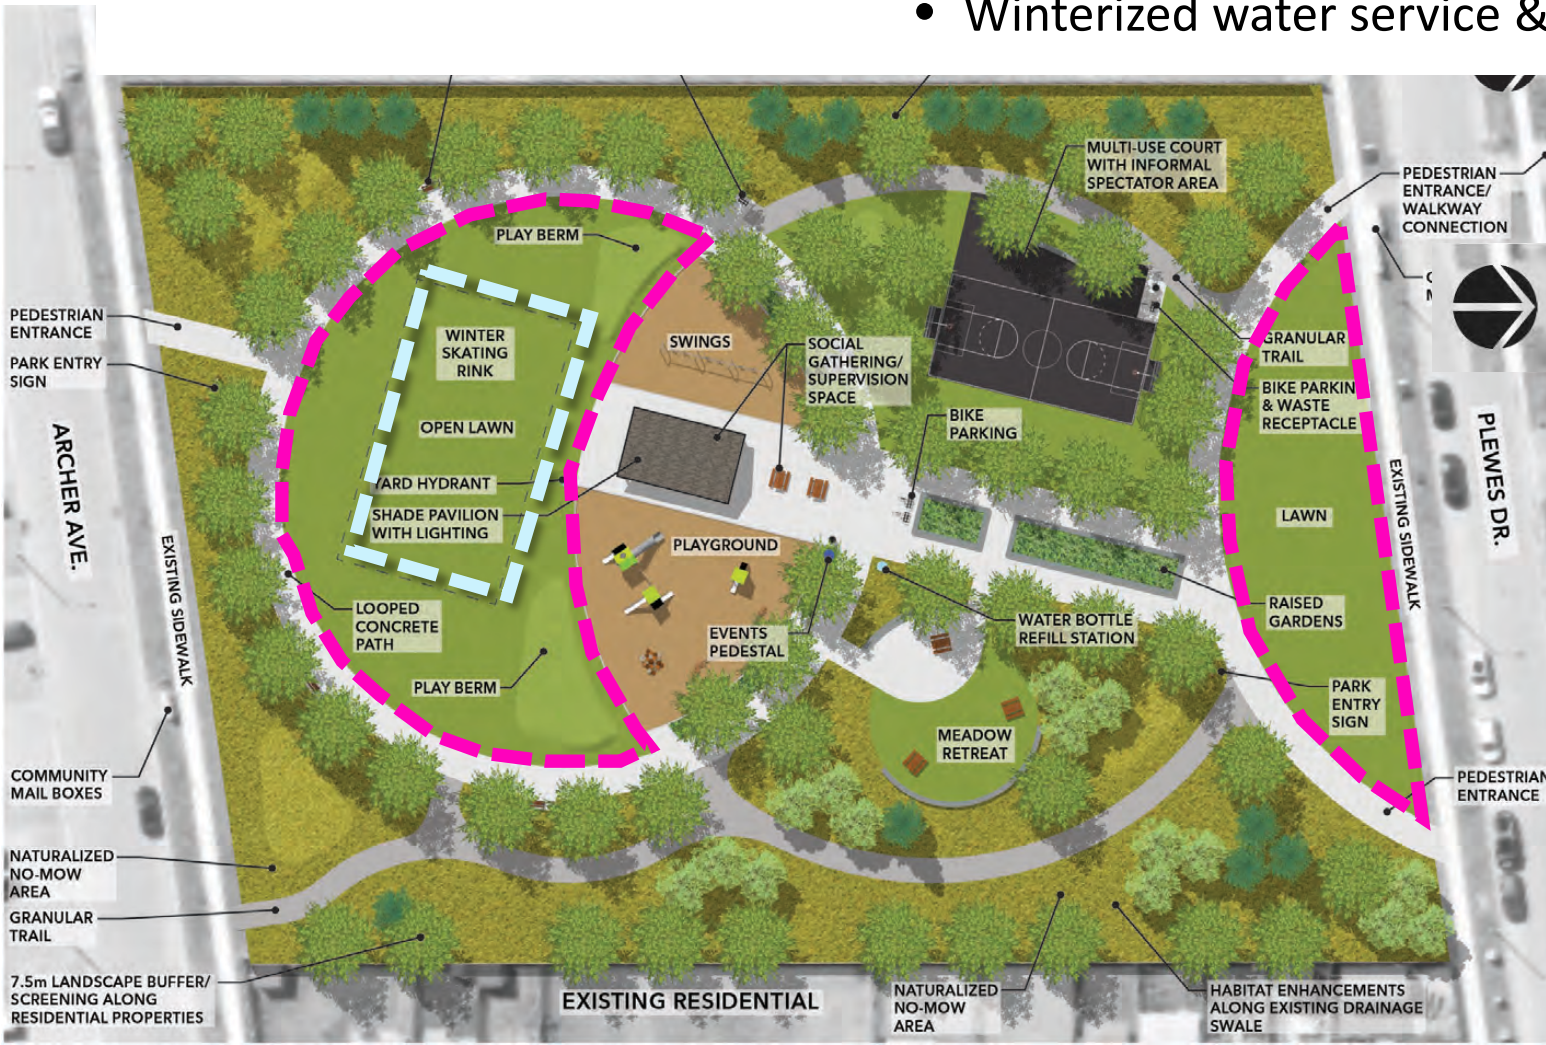 • Winterized water service &
MULTI-USE COURT
WITH INFORMAL
SPECTATOR AREA
PEDESTRIAN
ENTRANCE/
WALKWAY
CONNECTION
PLAY BERM
PEDESTRIAN
ENTRANCE
PARK ENTRY
SIGN
WINTER
SKATING
RINK
SWINGS
SOCIAL
GATHERING/
SUPERVISION
SPACE
GRANULAR
TRAIL
BIKE PARKIN
& WASTE
RECEPTACLE
OPEN LAWN
BIKE
PARKING
ARCHER AVE.
PLEWES DR.
YARD HYDRANT
SHADE PAVILION
WITH LIGHTING
LAWN
EXISTING SIDEWALK
EXISTING SIDEWALK
PLAYGROUND
LOOPED
CONCRETE
PATH
EVENTS
PEDESTAL
WATER BOTTLE
REFILL STATION
RAISED
GARDENS
PLAY BERM
PARK
ENTRY
SIGN
MEADOW
RETREAT
COMMUNITY
MAIL BOXES
PEDESTRIAN
ENTRANCE
NATURALIZED
NO-MOW
AREA
GRANULAR
TRAIL
7.5m LANDSCAPE BUFFER/
SCREENING ALONG
RESIDENTIAL PROPERTIES
EXISTING RESIDENTIAL
NATURALIZED
NO-MOW
AREA
HABITAT ENHANCEMENTS
ALONG EXISTING DRAINAGE
SWALE